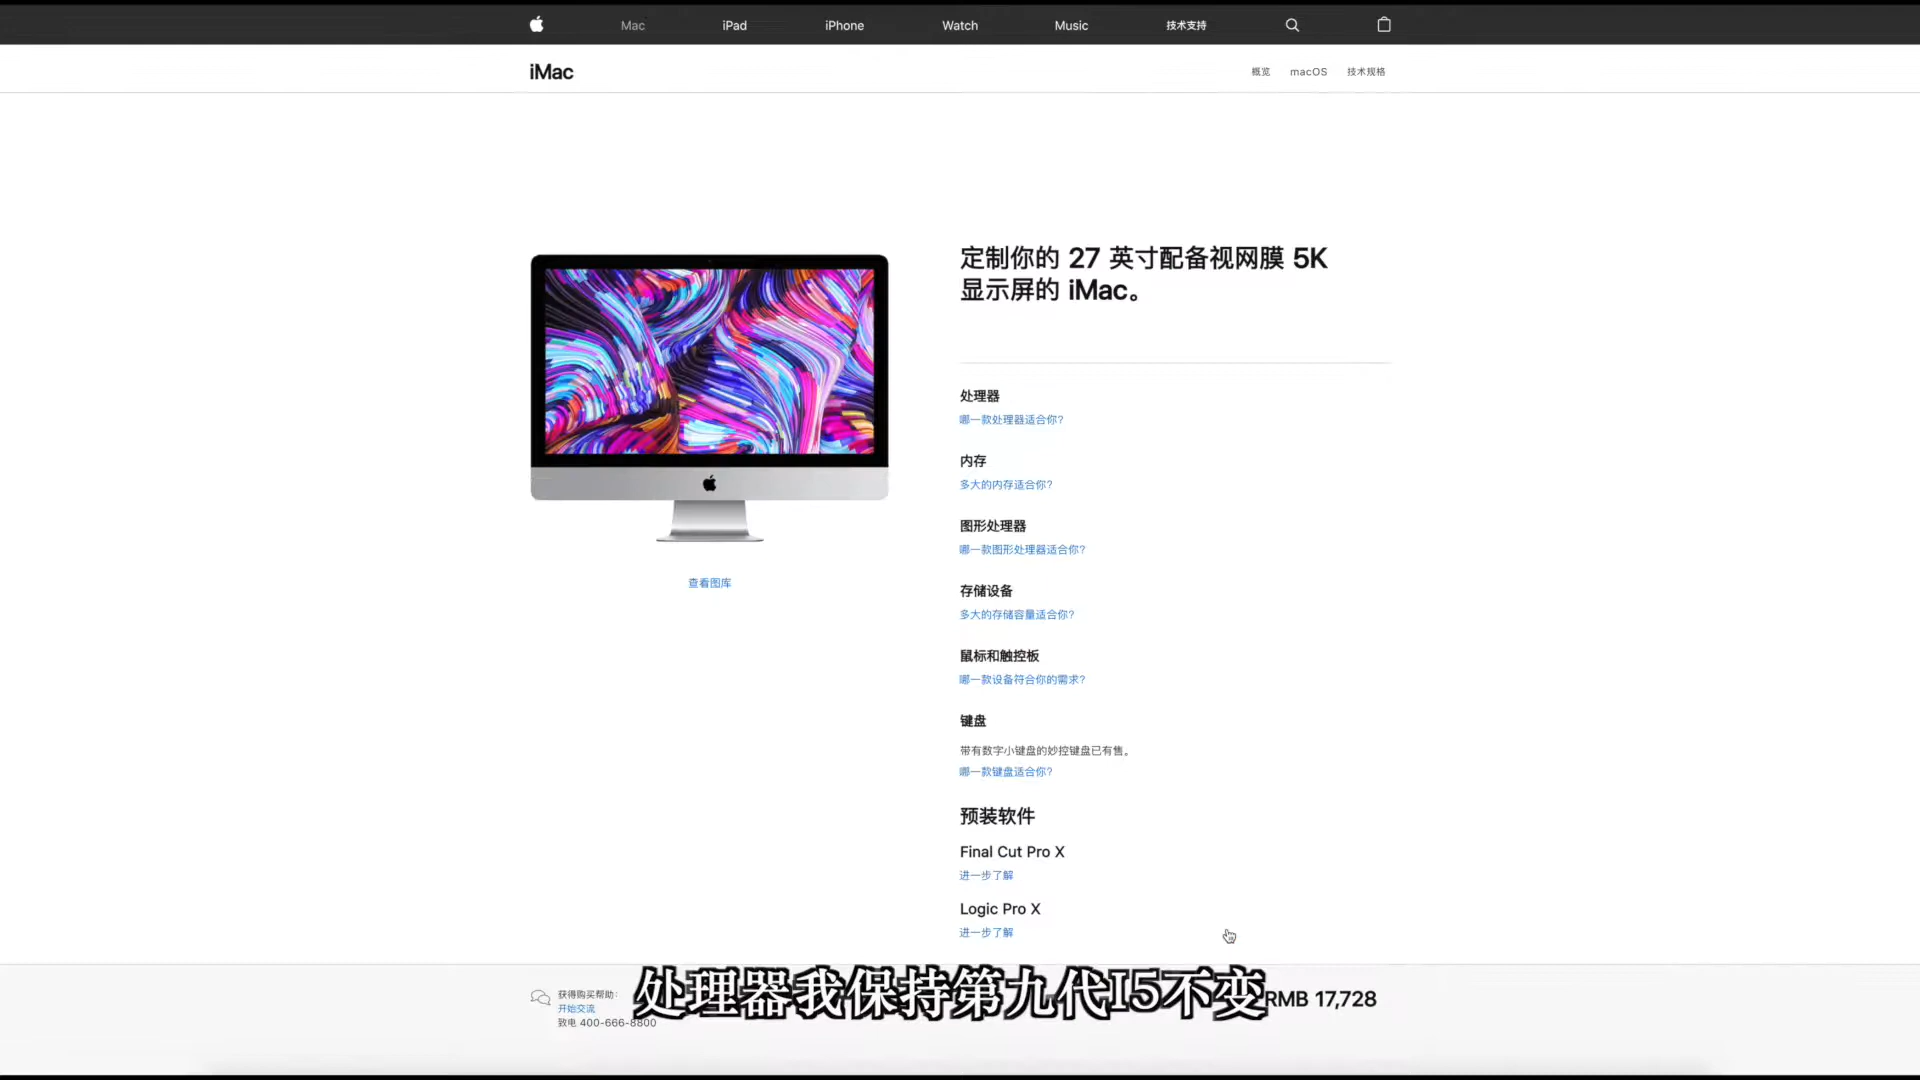 Mac
iPad
iPhone
Watch
Music
技术支持
iMac
概览
macOS
技术规格
定制你的 27 英寸配备视网膜 5K
显示屏的 iMac。
处理器
哪一款处理器适合你?
内存
多大的内存适合你?
图形处理器
哪一款图形处理器适合你?
存储设备
多大的存储容量适合你?
鼠标和触控板
哪一款设备符合你的需求?
键盘
带有数字小键盘的妙控键盘已有售。
哪一款键盘适合你?
预装软件
Final Cut Pro X
进一步了解
Logic Pro X
进一步了解
查看图库
获得购买帮助:
开始交流
致电 400-666-8800
处理器我保持第九代I5不变
RMB 17,728